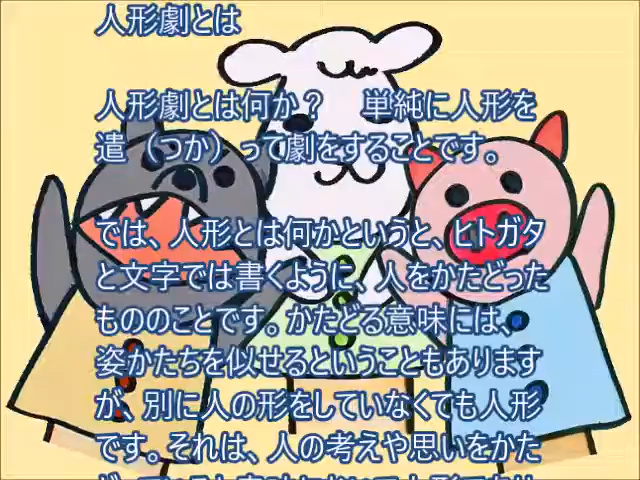 人形劇とは
人形劇とは何か？　単純に人形を
遣（つか）って劇をすることです。
では、人形とは何かというと、ヒトガタ
と文字では書くように、人をかたどった
もののことです。かたどる意味には、
姿かたちを似せるということもあります
が、別に人の形をしていなくても人形
です。それは、人の考えや思いをかた